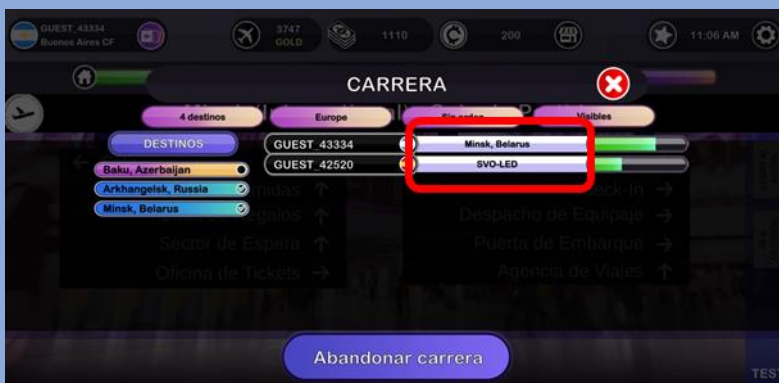 GUEST_43334
Buenos Aires CF
3747
GOLD
1110
200
11:06 AM
CARRERA
4 destinos
Europe
Visibles
DESTINOS
GUEST_43334
Minsk, Belarus
GUEST_42520
SVO-LED
Baku, Azerbaijan
Arkhangelsk, Russia
Minsk, Belarus
Despacho de Equipaje →
Sector de Espera ↑
Puerta de Embarque →
Oficina de Tickets →
Agencia de Viajes ↑
Abandonar carrera
TEST